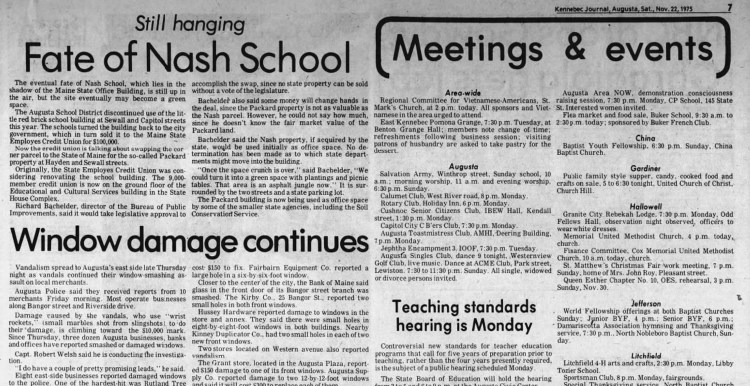 Kennebec Journal, Augusta, Sat., Nov. 22, 1975 7
Still hanging
Fate of Nash School
The eventual fate of Nash School, which lies in the
shadow of the Maine State Office Building, is still up in
the air, but the site eventually may become a green
space.
The Augusta School District discontinued use of the lit-
the red brick school building at Sewall and Capitol streets
this year. The schools turned the building back to the city
government, which in turn sold it to the Maine State
Employes Credit Union for $100,000.
Now the credit union is talking about swapping the cor-
ner parcel to the State of Maine for the so-called Packard
property at Hayden and Sewall streets.
Originally, the State Employes Credit Union was con-
sidering renovating the school building. The 9,000-
member credit union is now on the ground floor of the
Educational and Cultural Services building in the State
House Complex.
Richard Bachelder, director of the Bureau of Public
Improvements, said it would take legislative approval to
accomplish the swap, since no state property can be sold
without a vote of the legislature.
Bachelder also said some money will change hands in
the deal, since the Packard property is not as valuable as
the Nash parcel. However, he could not say how much,
since he doesn't know the fair market value of the
Packard land.
Bachelder said the Nash property, if acquired by the
state, would be used initially as office space. No de-
termination has been made as to which state depart-
ments might move into the building.
"Once the space crunch is over," said Bachelder, "We
could turn it into a green space with plantings and picnic
tables. That area is an asphalt jungle now." It is sur-
rounded by the two streets and a state parking lot.
The Packard building is now being used as office space
by some of the smaller state agencies, including the Soil
Conservation Service.
Window damage continues
Vandalism spread to Augusta's east side late Thursday
night as vandals continued their window-smashing as-
sault on local merchants.
Augusta Police said they received reports from 10
merchants Friday morning. Most operate businesses
along Bangor street and Riverside drive.
Damage caused by the vandals, who use "wrist
rockets," (small marbles shot from slingshots) to do
their damage, is climbing toward the $10,000 mark.
Since Thursday, three dozen Augusta businesses, banks
and offices have reported smashed or damaged windows.
Capt. Robert Welsh said he is conducting the investiga-
tion.
"I do have a couple of pretty promising leads," he said.
Eight east-side businesses reported damaged windows
to the police. One of the hardest-hit was Rutland Tree
cost $150 to fix. Fairbairn Equipment Co. reported a
large hole in a six by six-foot window.
Closer to the center of the city, the Bank of Maine said
glass in the front door of its Bangor street branch was
smashed. The Kirby Co., 25 Bangor St., reported two
small holes in both front windows.
Hussey Hardware reported damage to windows in the
store and annex. They said there were small holes in
eight-by-eight-foot windows in both buildings. Nearby
Kinney Duplicator Co., had two small holes in each of two
new front windows.
Two stores located on Western avenue also reported
vandalism.
The Grant store, located in the Augusta Plaza, report-
ed $150 damage to one of its front windows. Augusta Sup-
ply Co. reported damage to two 12-by 12-foot windows
Meetings & events
Area-wide
Regional Committee for Vietnamese-Americans, St.
Mark's Church, at 2 p.m. today. All sponsors and Viet-
namese in the area urged to attend.
East Kennebec Pomona Grange, 7:30 p.m. Tuesday, at
Benton Grange Hall; members note change of time;
refreshments following business session; visiting
patrons of husbandry are asked to take pastry for the
dessert.
Augusta
Salvation Army, Winthrop street, Sunday school, 10
a.m.; morning worship, 11 a.m. and evening worship,
6:30 p.m. Sunday.
Calumet Club, West River road, 8 p.m. Monday.
Rotary Club, Holiday Inn, 6 p.m. Monday.
Cushnoc Senior Citizens Club, IBEW Hall, Kendall
street, 1:30 p.m. Monday.
Capitol City C B'ers Club, 7:30 p.m. Monday.
Augusta Toastmistress Club, AMHI, Deering Building,
7 p.m. Monday.
Jephtha Encampment 3, IOOF, 7:30 p.m. Tuesday.
Augusta Singles Club, dance 9 tonight, Westernview
Golf Club, live music. Dance at ACME Club, Park street,
Lewiston, 7:30 to 11:30 p.m. Sunday. All single, widowed
or divorce persons invited.
Teaching standards
hearing is Monday
Controversial new standards for teacher education
programs that call for five years of preparation prior to
teaching, rather than the four years presently required,
is the subject of a public hearing scheduled Monday
The State Board of Education will hold the hearing
Augusta Area NOW, demonstration consciousness
raising session, 7:30 p.m. Monday, CP School, 145 State
St. Interested women invited.
Flea market and food sale, Buker School, 9:30 a.m. to
2:30 p.m. today; sponsored by Buker French Club.
China
Baptist Youth Fellowship, 6:30 p.m. Sunday, China
Baptist Church.
Gardiner
Public family style supper, candy, cooked food and
crafts on sale, 5 to 6:30 tonight, United Church of Christ,
Church Hill.
Hallowell
Granite City Rebekah Lodge, 7:30 p.m. Monday, Odd
Fellows Hall, observation night observed, officers to
wear white dresses.
Memorial United Methodist Church, 4 p.m. today,
church.
Finance Committee, Cox Memorial United Methodist
Church, 10 a.m. today, church.
St. Matthew's Christmas Fair work meeting, 7 p.m.
Sunday, home of Mrs. John Roy, Pleasant street.
Queen Esther Chapter No. 10, OES, rehearsal, 3 p.m.
Sunday, Nov. 30.
Jefferson
World Fellowship offerings at both Baptist Churches
Sunday; Junior BYF, 4 p.m.; Senior BYF, 6 p.m.;
Damariscotta Association hymnsing and Thanksgiving
service, 7:30 p.m., North Nobleboro Baptist Church, Sun-
day.
Litchfield
Litchfield 4-H arts and crafts, 2:30 p.m. Monday, Libby
Tozier School.
Sportsman Club, 8 p.m. Monday, fairgrounds.